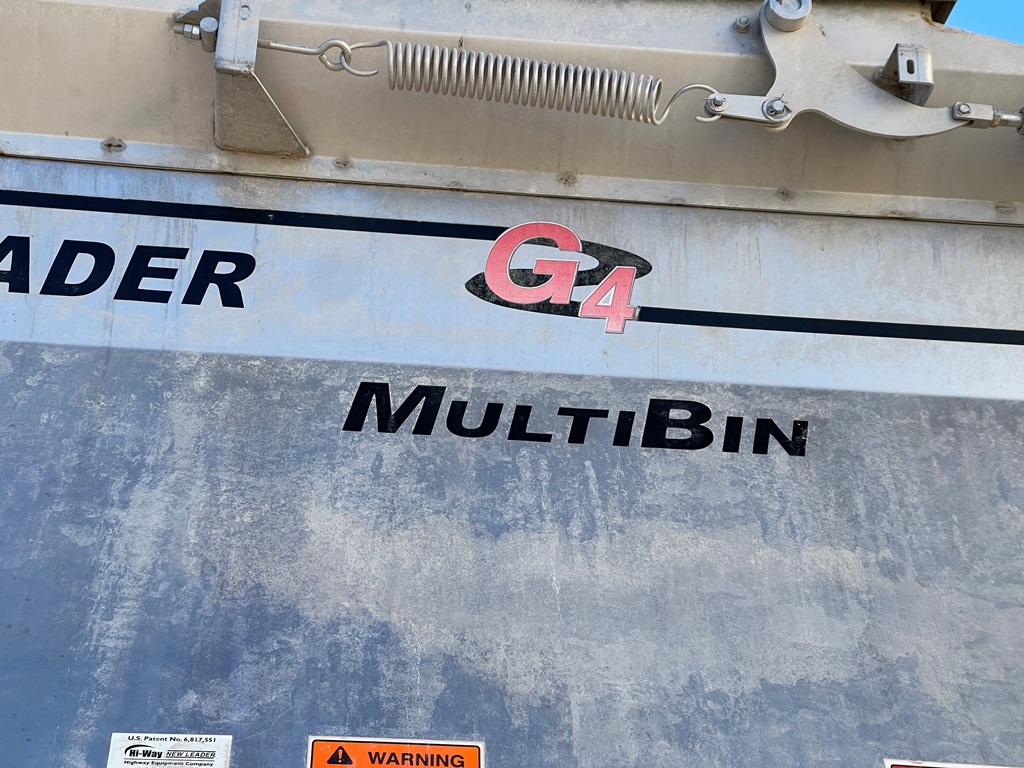 ADER
G4
MULTIBIN
U.S. Patent No. 6,817,551
Hi-Way NEW LEADER
Highway Equipment Company
WARNING